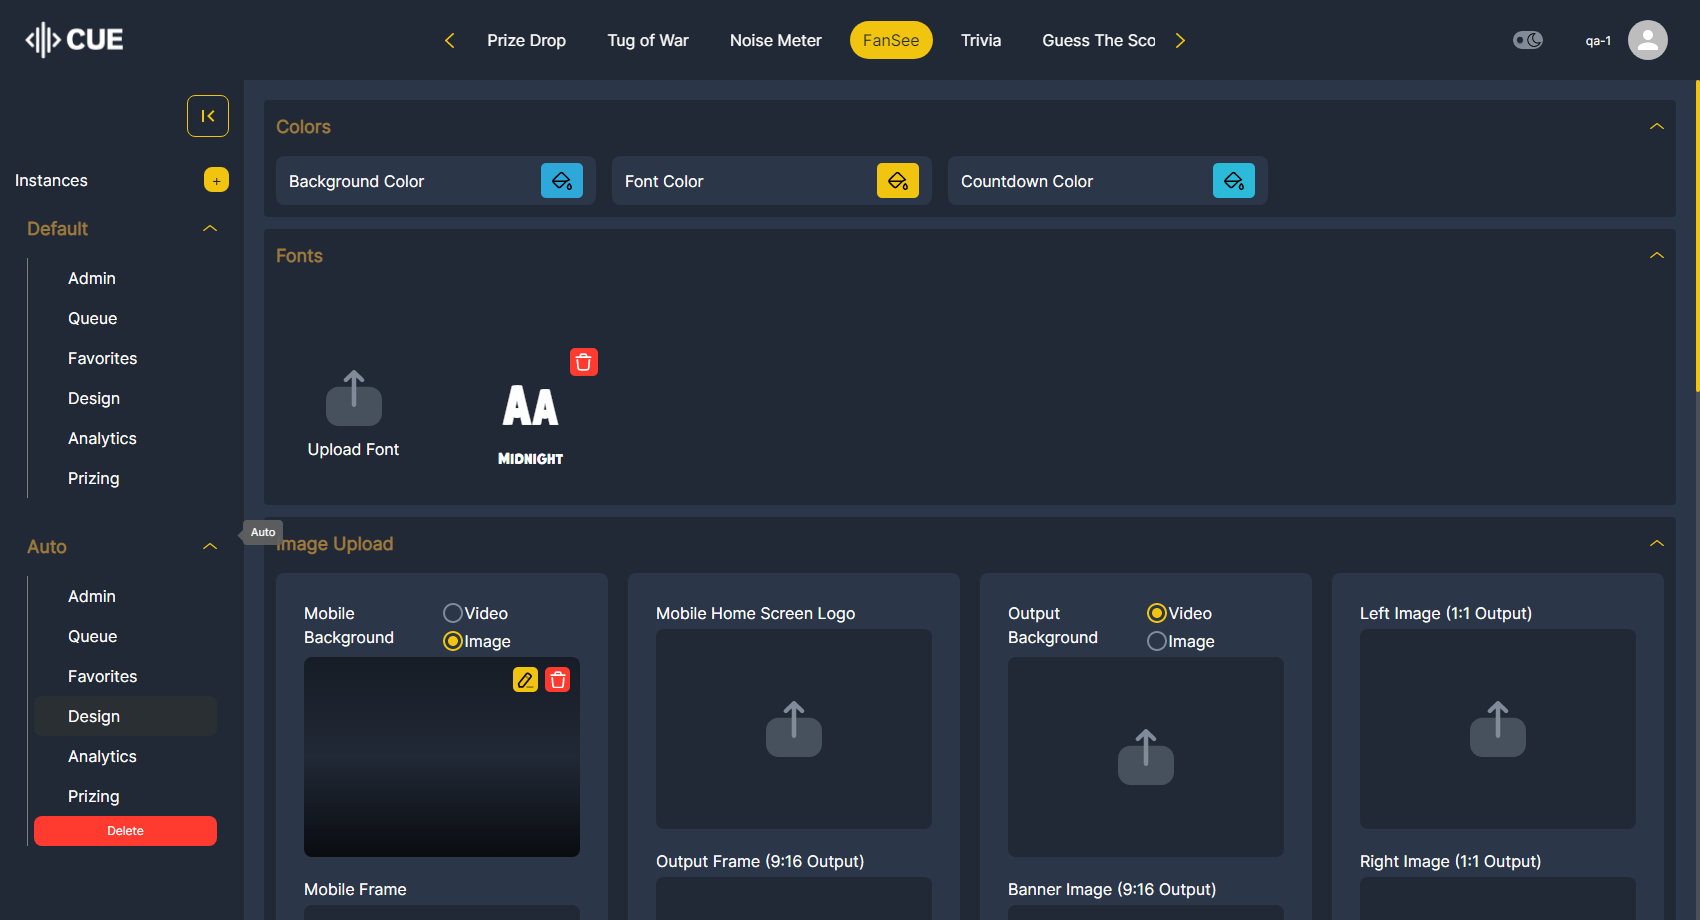 CUE
Prize Drop
Tug of War
Noise Meter
FanSee
Trivia
Guess The Sco
qa-1
Instances
+
Default
Admin
Queue
Favorites
Design
Analytics
Prizing
Auto
Admin
Queue
Favorites
Design
Analytics
Prizing
Delete
Auto
Colors
Background Color
Font Color
Countdown Color
Fonts
Upload Font
AA
MIDNIGHT
Image Upload
Mobile
Background
Video
Image
Mobile Frame
Mobile Home Screen Logo
Output Frame (9:16 Output)
Output
Background
Video
Image
Banner Image (9:16 Output)
Left Image (1:1 Output)
Right Image (1:1 Output)